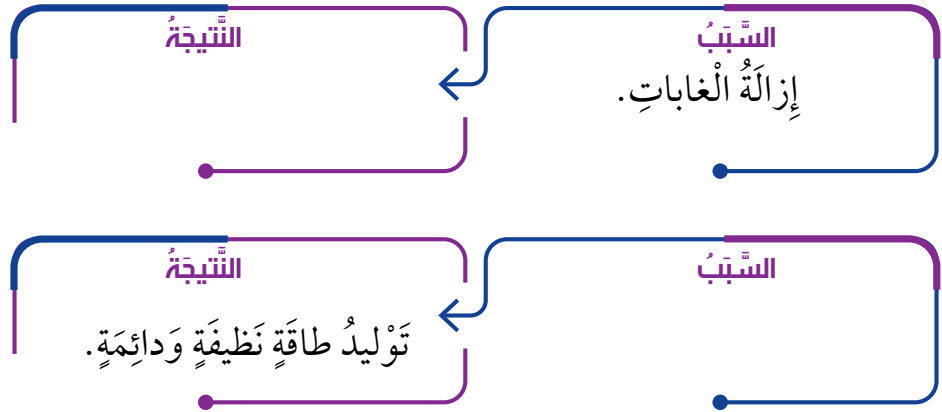 السَّبَبُ
إِزالَةُ الْغاباتِ.
النَّتيجَةُ
السَّبَبُ
النَّتيجَةُ
تَوْليدُ طاقَةٍ نَظيفَةٍ وَدائِمَةٍ.